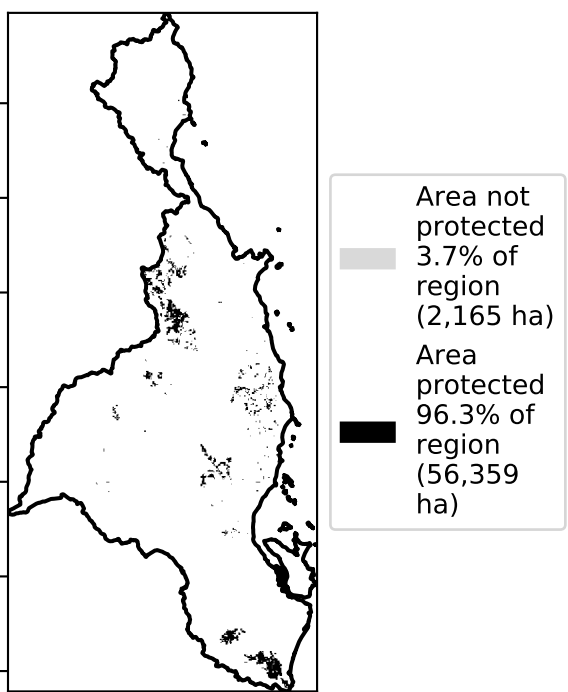 Area not
protected
3.7% of
region
(2,165 ha)
Area
protected
96.3% of
region
(56,359
ha)